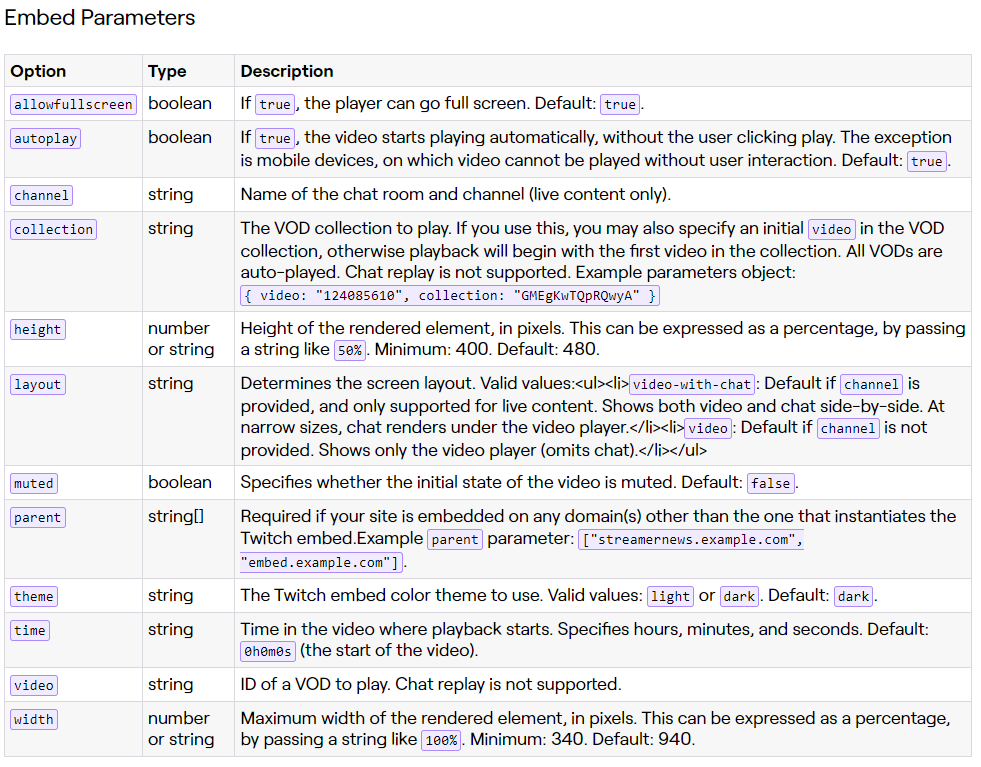 Embed Parameters
Option Type Description
allowfullscreen boolean If true, the player can go full screen. Default: true.
autoplay boolean If true, the video starts playing automatically, without the user clicking play. The exception
is mobile devices, on which video cannot be played without user interaction. Default: true.
channel string Name of the chat room and channel (live content only).
collection string The VOD collection to play. If you use this, you may also specify an initial video in the VOD
collection, otherwise playback will begin with the first video in the collection. All VODs are
auto-played. Chat replay is not supported. Example parameters object:
{ video: "124085610", collection: "GMEgKwTQpRQwyA" }
height number or string Height of the rendered element, in pixels. This can be expressed as a percentage, by passing
a string like 50%. Minimum: 400. Default: 480.
layout string Determines the screen layout. Valid values:<ul><li>video-with-chat: Default if channel is
provided, and only supported for live content. Shows both video and chat side-by-side. At
narrow sizes, chat renders under the video player.</li><li>video: Default if channel is not
provided. Shows only the video player (omits chat).</li></ul>
muted boolean Specifies whether the initial state of the video is muted. Default: false.
parent string[] Required if your site is embedded on any domain(s) other than the one that instantiates the
Twitch embed.Example parent parameter: ["streamernews.example.com",
"embed.example.com"].
theme string The Twitch embed color theme to use. Valid values: light or dark. Default: dark.
time string Time in the video where playback starts. Specifies hours, minutes, and seconds. Default:
0h0m0s (the start of the video).
video string ID of a VOD to play. Chat replay is not supported.
width number or string Maximum width of the rendered element, in pixels. This can be expressed as a percentage,
by passing a string like 100%. Minimum: 340. Default: 940.